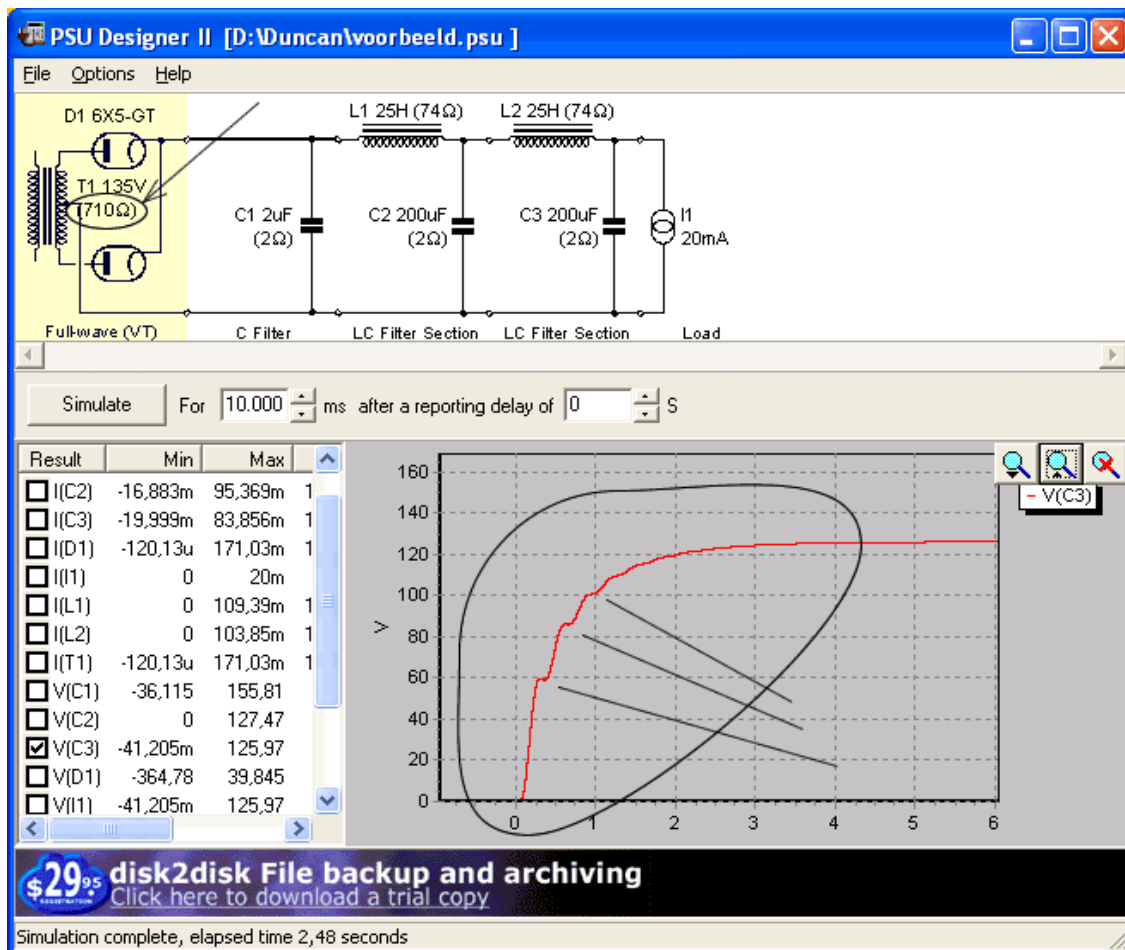 PSU Designer II [D:\Duncan\voorbeeld.psu ]
File Options Help
D1 6X5-GT
T1 135V
(710Ω)
L1 25H (74Ω)
L2 25H (74Ω)
C1 2uF
(2Ω)
C2 200uF
(2Ω)
C3 200uF
(2Ω)
I1
20mA
Full-wave (VT)
C Filter
LC Filter Section
LC Filter Section
Load
Simulate For 10.000 ms after a reporting delay of 0 S
Result Min Max
I(C2) -16,883m 95,369m 1
I(C3) -19,999m 83,856m 1
I(D1) -120,13u 171,03m 1
I(I1) 0 20m
I(L1) 0 109,39m 1
I(L2) 0 103,85m 1
I(T1) -120,13u 171,03m 1
V(C1) -36,115 155,81
V(C2) 0 127,47
V(C3) -41,205m 125,97
V(D1) -364,78 39,845
V(I1) -41,205m 125,97
V
160
140
120
100
80
60
40
20
0
0 1 2 3 4 5 6
V(C3)
$29.95
REGISTRATION
disk2disk File backup and archiving
Click here to download a trial copy
Simulation complete, elapsed time 2,48 seconds